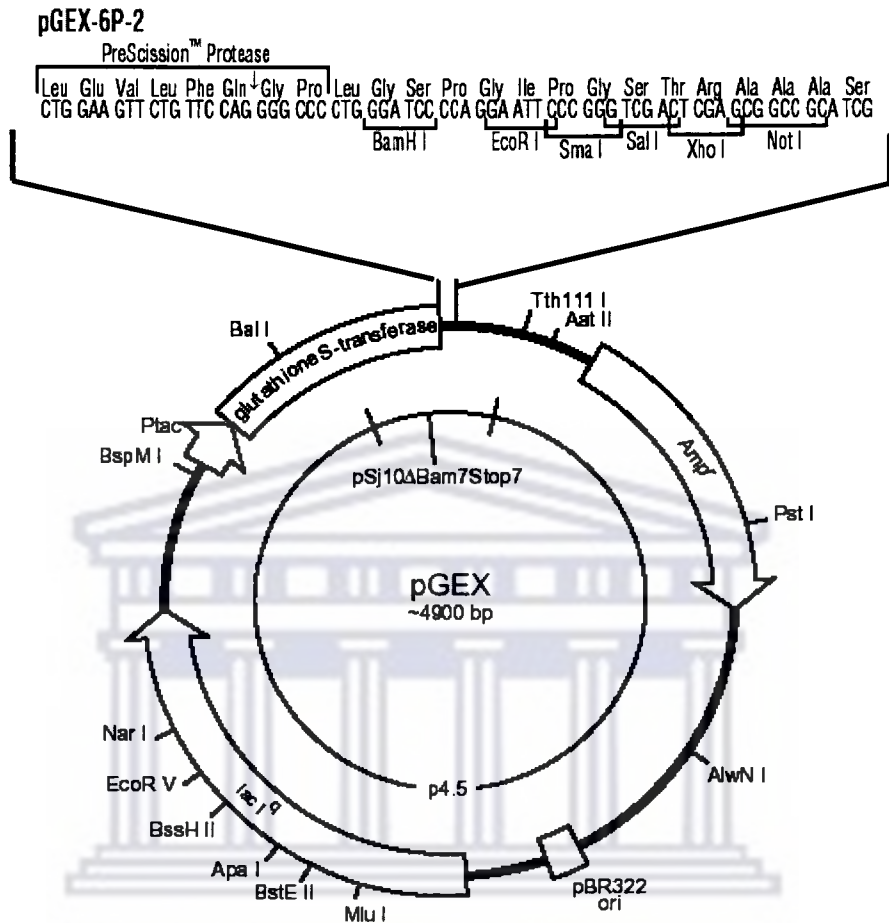 pGEX-6P-2
PreScission™ Protease
Leu Glu Val Leu Phe Gln↓Gly Pro Leu Gly Ser Pro Gly Ile Pro Gly Ser Thr Arg Ala Ala Ala Ser
CTG GAA GTT CTG TTC CAG GGG CCC CTG GGA TCC CCA GGA ATT CCC GGG TCG ACT CGA GCG GCC GCA TCG
BamH I EcoR I Sma I Sal I Xho I Not I
Tth111 I
Aat II
Bal I
glutathione S-transferase
Ptac
BspM I
Ampʳ
pSj10ΔBam7Stop7
Pst I
pGEX
~4900 bp
Nar I
EcoR V
BssH II
Apa I
BstE II
Mlu I
lac Iq
p4.5
AlwN I
pBR322
ori